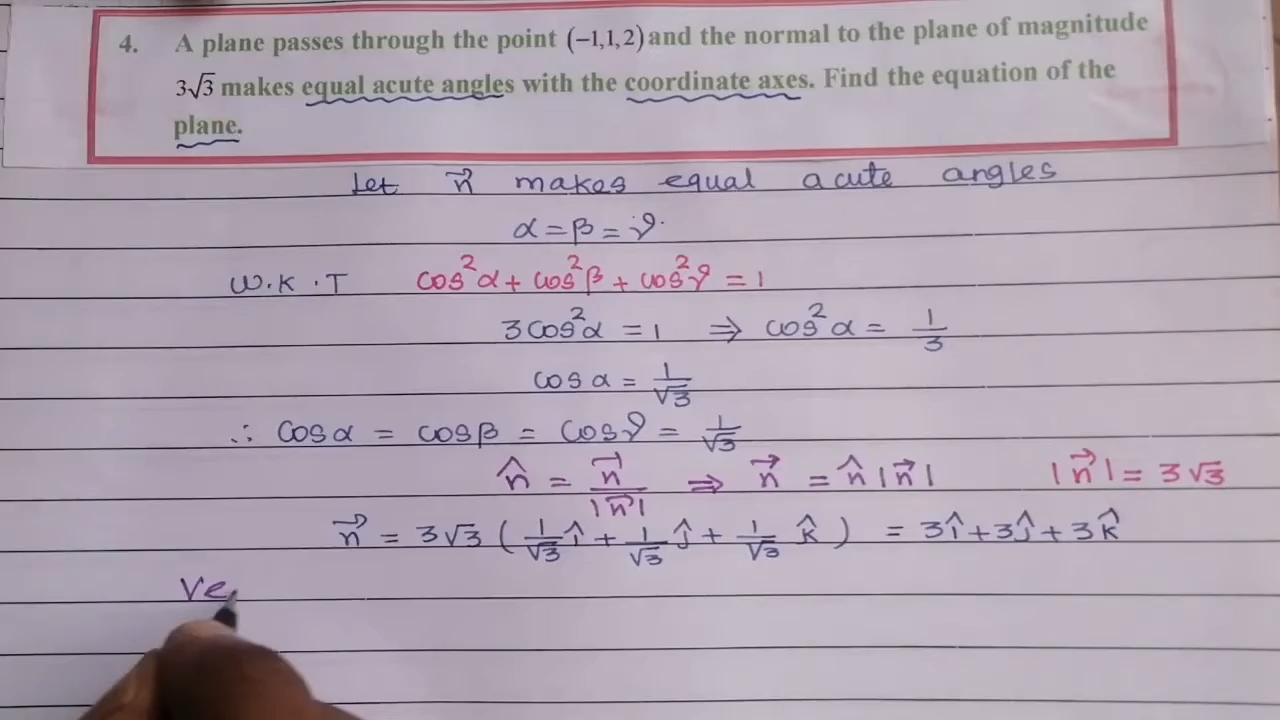 4. A plane passes through the point (−1,1,2) and the normal to the plane of magnitude
3√3 makes equal acute angles with the coordinate axes. Find the equation of the
plane.
Let n⃗ makes equal acute angles
α = β = γ.
W.K.T cos²α + cos²β + cos²γ = 1
3cos²α = 1 ⇒ cos²α = 1/3
cos α = 1/√3
∴ cosα = cosβ = cosγ = 1/√3
n̂ = n⃗/|n⃗| ⇒ n⃗ = n̂ |n⃗| |n⃗| = 3√3
n⃗ = 3√3 ( 1/√3 î + 1/√3 ĵ + 1/√3 k̂ ) = 3î + 3ĵ + 3k̂
Ve